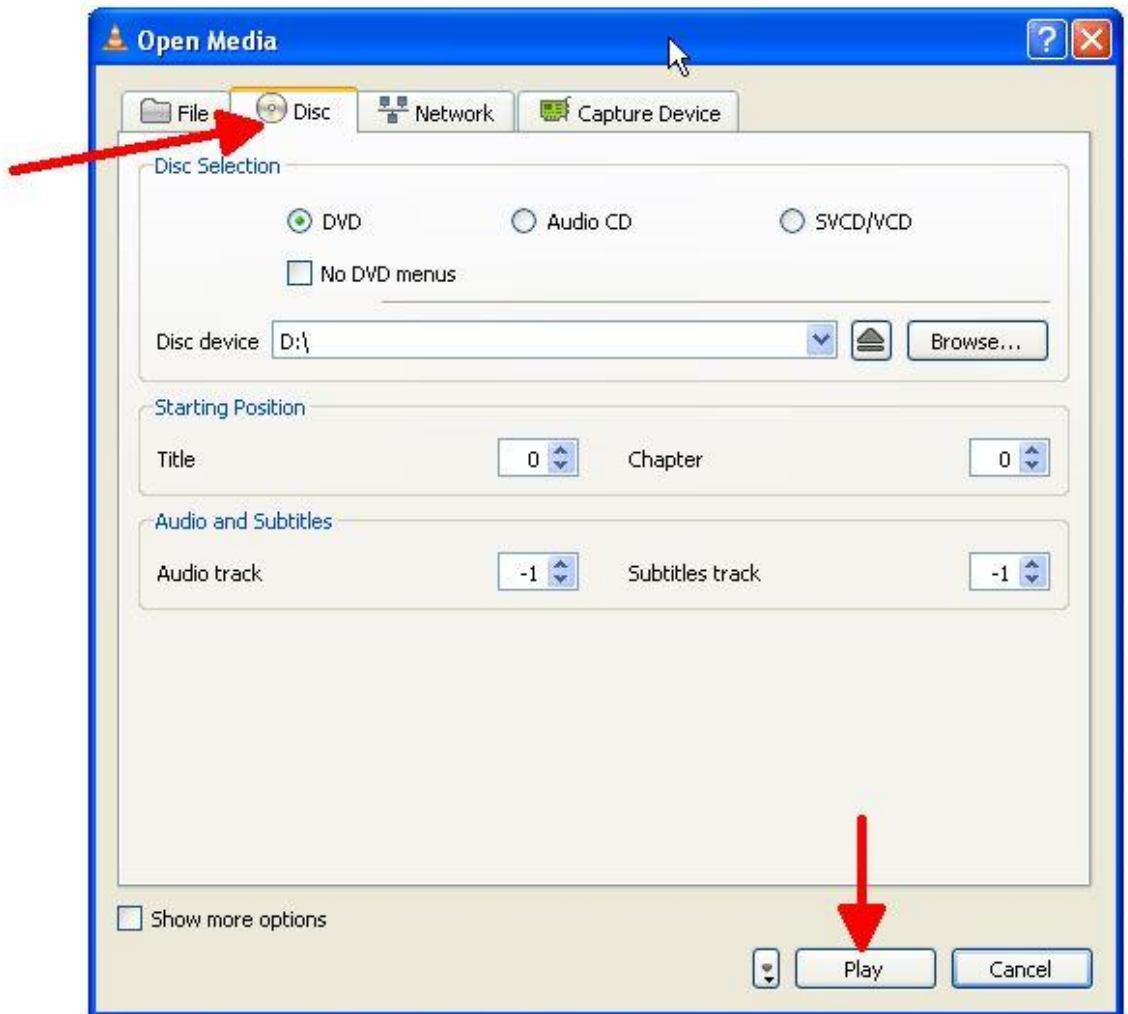 Open Media
File Disc Network Capture Device
Disc Selection
DVD Audio CD SVCD/VCD
No DVD menus
Disc device D:\ Browse...
Starting Position
Title 0 Chapter 0
Audio and Subtitles
Audio track -1 Subtitles track -1
Show more options
Play Cancel